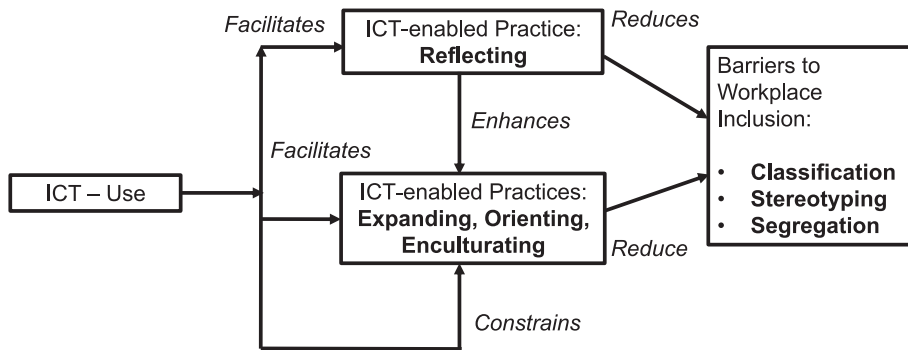 Facilitates
ICT-enabled Practice:
Reflecting
Reduces
Barriers to
Workplace
Inclusion:
• Classification
• Stereotyping
• Segregation
Enhances
Facilitates
ICT – Use
ICT-enabled Practices:
Expanding, Orienting,
Enculturating
Reduce
Constrains